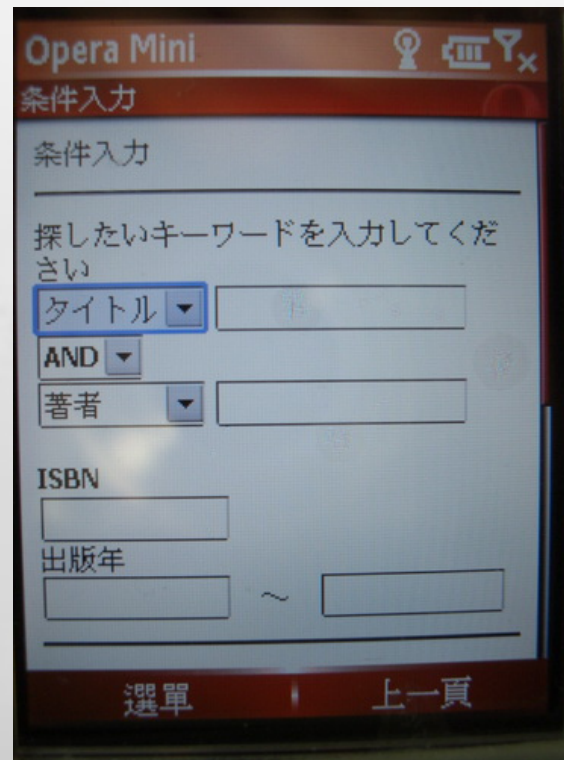 Opera Mini
条件入力
条件入力
探したいキーワードを入力してくだ
さい
タイトル
AND
著者
ISBN
出版年
～
選單 上一頁